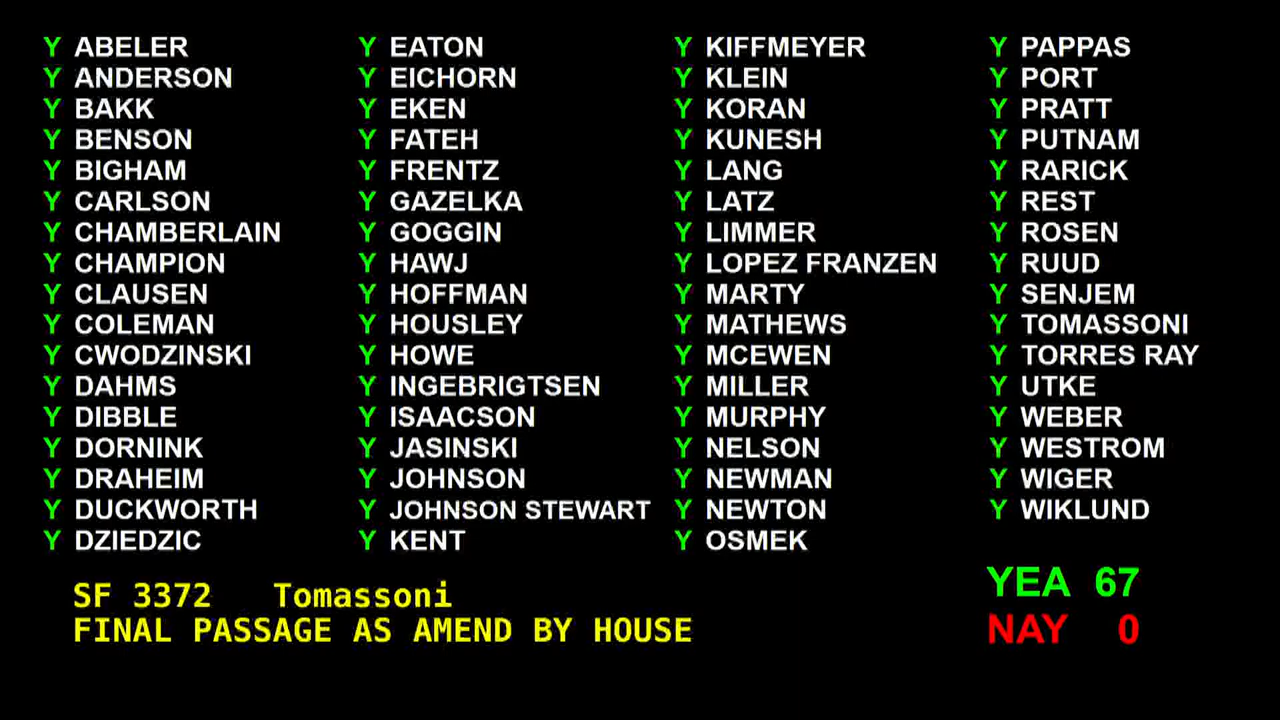 Y ABELER
Y ANDERSON
Y BAKK
Y BENSON
Y BIGHAM
Y CARLSON
Y CHAMBERLAIN
Y CHAMPION
Y CLAUSEN
Y COLEMAN
Y CWODZINSKI
Y DAHMS
Y DIBBLE
Y DORNINK
Y DRAHEIM
Y DUCKWORTH
Y DZIEDZIC
Y EATON
Y EICHORN
Y EKEN
Y FATEH
Y FRENTZ
Y GAZELKA
Y GOGGIN
Y HAWJ
Y HOFFMAN
Y HOUSLEY
Y HOWE
Y INGEBRIGTSEN
Y ISAACSON
Y JASINSKI
Y JOHNSON
Y JOHNSON STEWART
Y KENT
Y KIFFMEYER
Y KLEIN
Y KORAN
Y KUNESH
Y LANG
Y LATZ
Y LIMMER
Y LOPEZ FRANZEN
Y MARTY
Y MATHEWS
Y MCEWEN
Y MILLER
Y MURPHY
Y NELSON
Y NEWMAN
Y NEWTON
Y OSMEK
Y PAPPAS
Y PORT
Y PRATT
Y PUTNAM
Y RARICK
Y REST
Y ROSEN
Y RUUD
Y SENJEM
Y TOMASSONI
Y TORRES RAY
Y UTKE
Y WEBER
Y WESTROM
Y WIGER
Y WIKLUND
SF 3372 Tomassoni
FINAL PASSAGE AS AMEND BY HOUSE
YEA 67
NAY 0